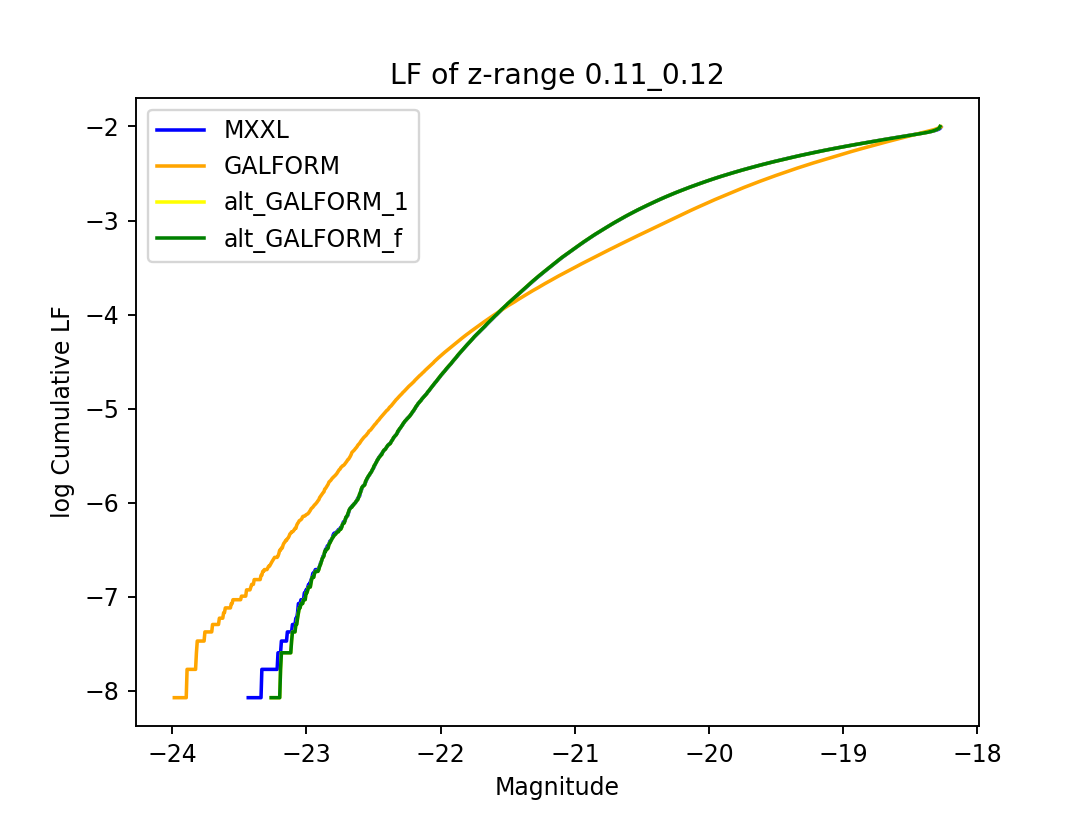 LF of z-range 0.11_0.12
MXXL
GALFORM
alt_GALFORM_1
alt_GALFORM_f
log Cumulative LF
−2
−3
−4
−5
−6
−7
−8
−24 −23 −22 −21 −20 −19 −18
Magnitude